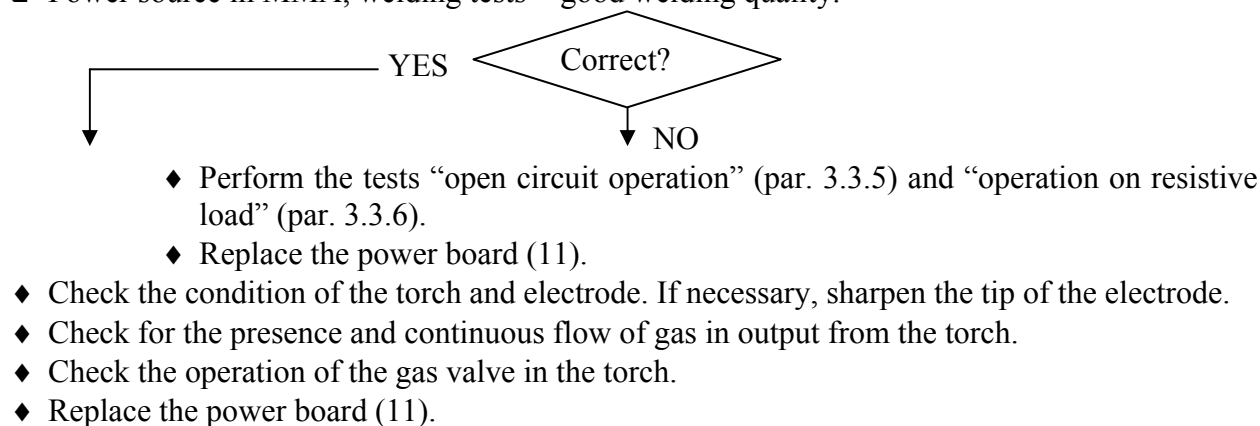 YES
Correct?
NO
♦ Perform the tests “open circuit operation” (par. 3.3.5) and “operation on resistive
load” (par. 3.3.6).
♦ Replace the power board (11).
♦ Check the condition of the torch and electrode. If necessary, sharpen the tip of the electrode.
♦ Check for the presence and continuous flow of gas in output from the torch.
♦ Check the operation of the gas valve in the torch.
♦ Replace the power board (11).